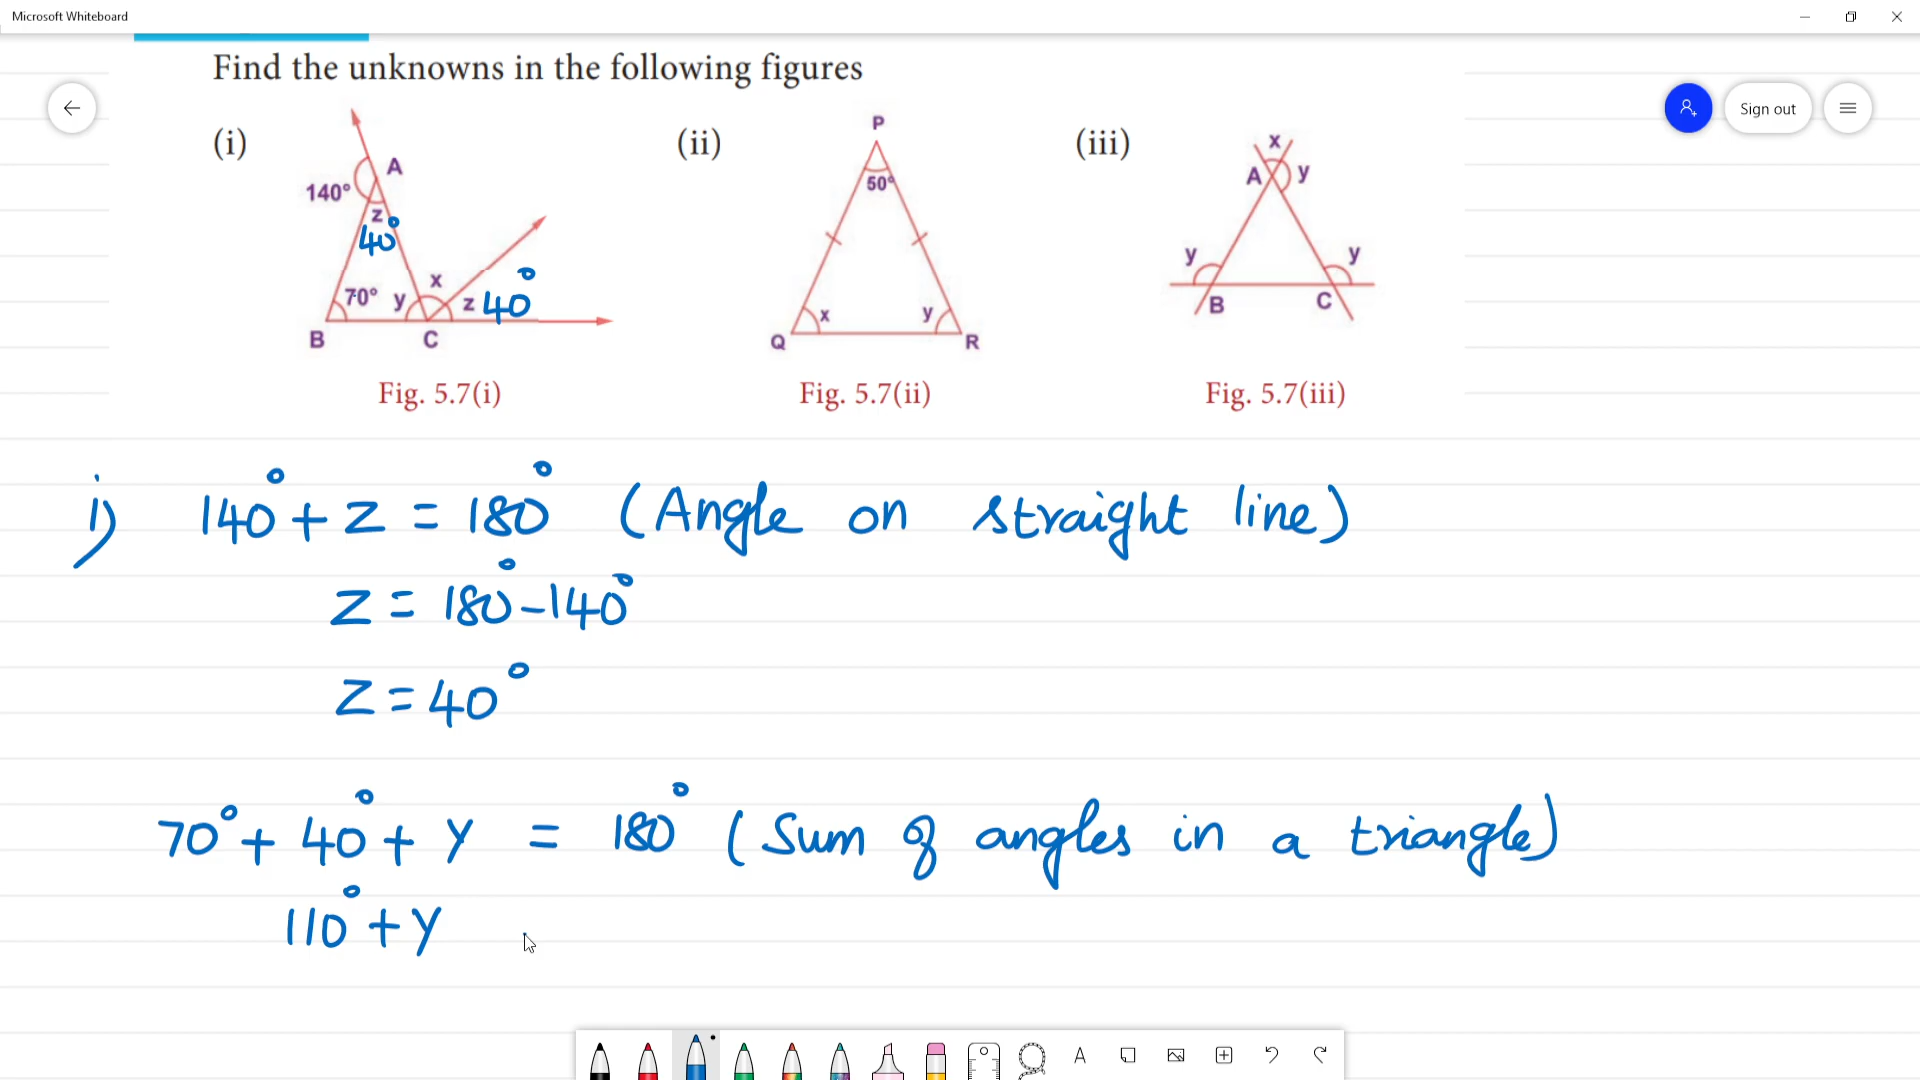 Microsoft Whiteboard
Sign out
Find the unknowns in the following figures
(i)
140°
A
z
40°
70°
y
x
z
40°
B
C
Fig. 5.7(i)
(ii)
P
50°
x
y
Q
R
Fig. 5.7(ii)
(iii)
x
A
y
y
y
B
C
Fig. 5.7(iii)
i) 140° + z = 180° (Angle on straight line)
z = 180° - 140°
z = 40°
70° + 40° + y = 180° (Sum of angles in a triangle)
110° + y
A